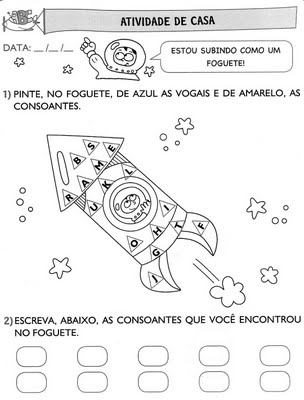 ABC
ATIVIDADE DE CASA
DATA: __/__/__
ESTOU SUBINDO COMO UM
FOGUETE!
1) PINTE, NO FOGUETE, DE AZUL AS VOGAIS E DE AMARELO, AS
CONSOANTES.
B S
R A M E
U K L
O H T F
I G
2) ESCREVA, ABAIXO, AS CONSOANTES QUE VOCÊ ENCONTROU
NO FOGUETE.